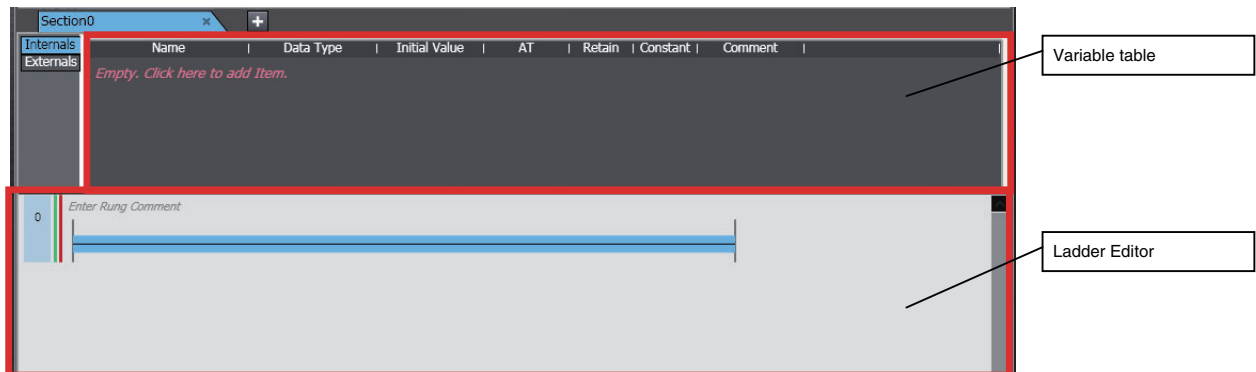 Section0
Internals
Externals
Name Data Type Initial Value AT Retain Constant Comment
Empty. Click here to add Item.
Variable table
0
Enter Rung Comment
Ladder Editor